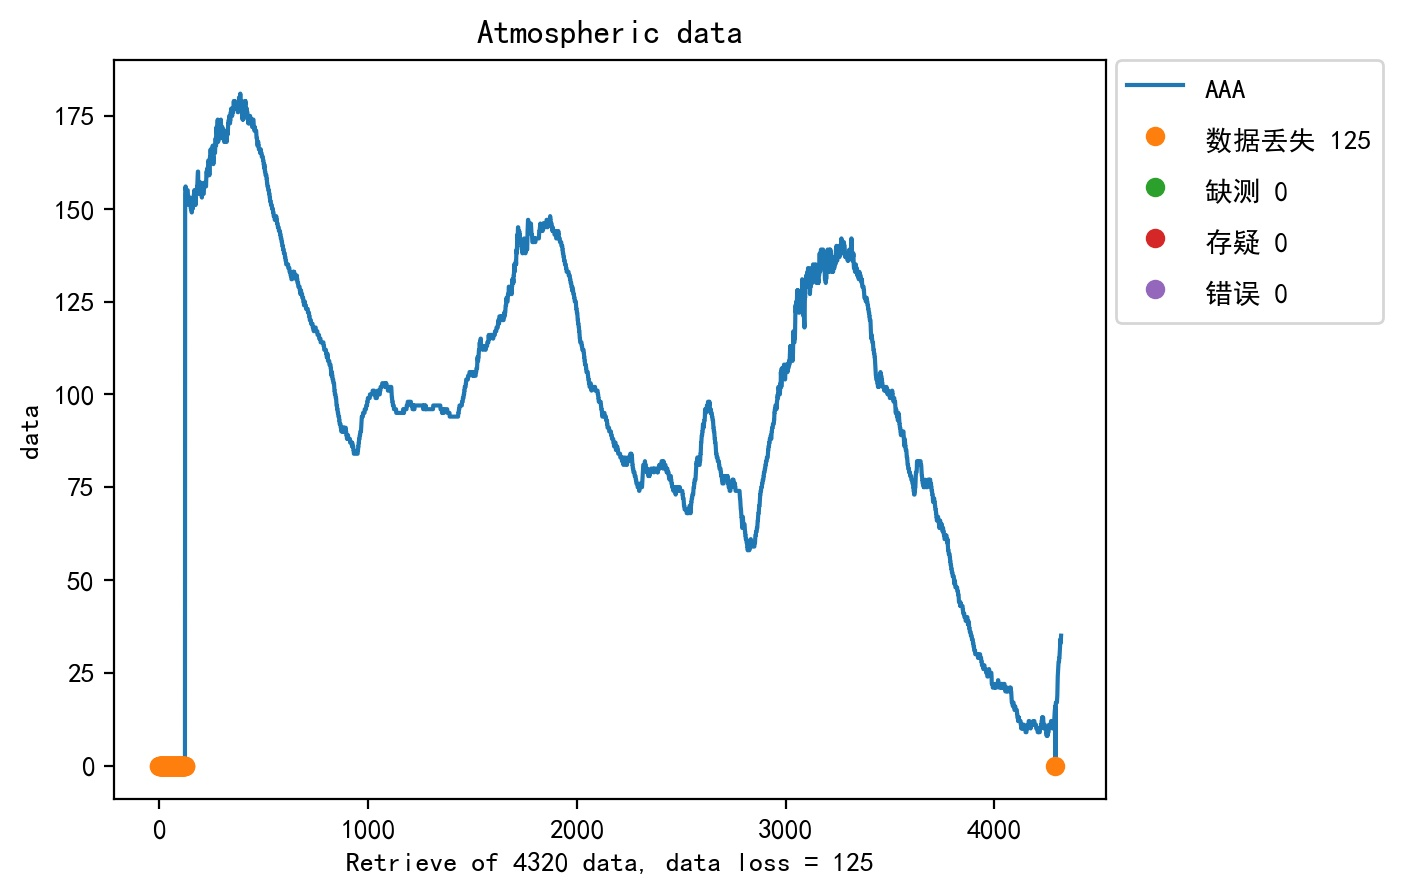 Atmospheric data
AAA
数据丢失 125
缺测 0
存疑 0
错误 0
175
150
125
100
75
50
25
0
data
0 1000 2000 3000 4000
Retrieve of 4320 data, data loss = 125